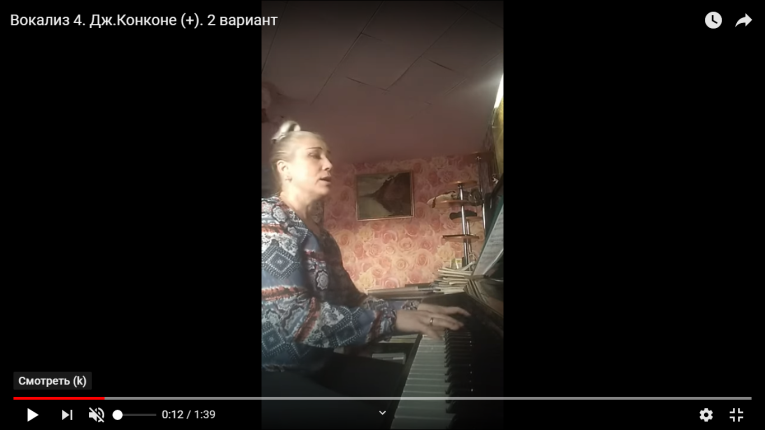 Вокализ 4. Дж.Конконе (+). 2 вариант
Смотреть (k)
0:12 / 1:39